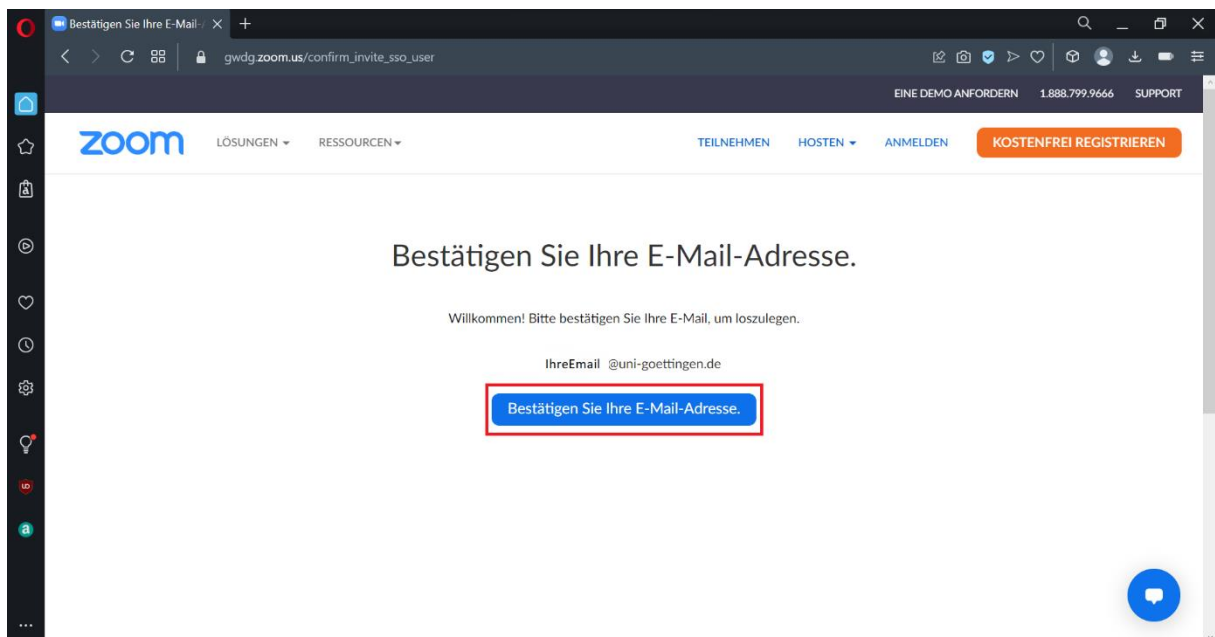 Bestätigen Sie Ihre E-Mail-
gwdg.zoom.us/confirm_invite_sso_user
EINE DEMO ANFORDERN 1.888.799.9666 SUPPORT
zoom LÖSUNGEN RESSOURCEN TEILNEHMEN HOSTEN ANMELDEN KOSTENFREI REGISTRIEREN
Bestätigen Sie Ihre E-Mail-Adresse.
Willkommen! Bitte bestätigen Sie Ihre E-Mail, um loszulegen.
IhreEmail @uni-goettingen.de
Bestätigen Sie Ihre E-Mail-Adresse.
a